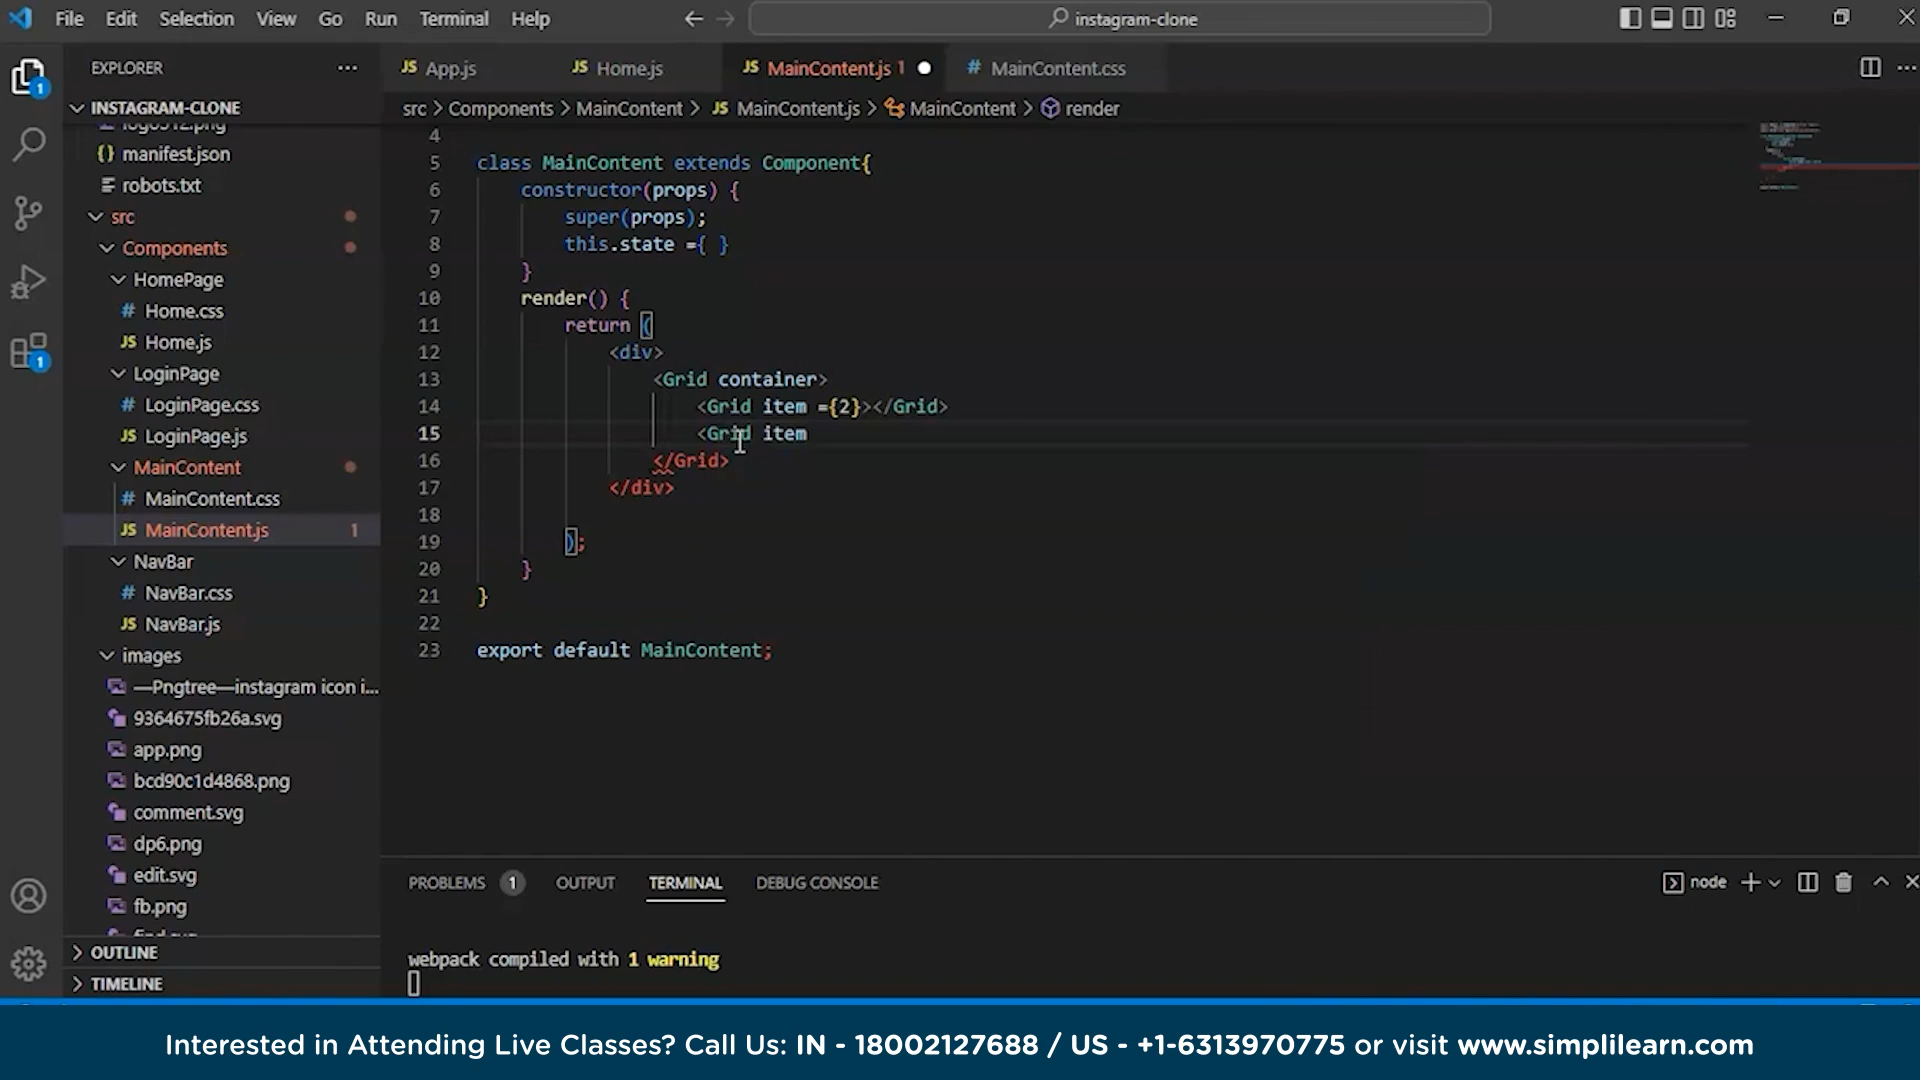 File Edit Selection View Go Run Terminal Help
instagram-clone
EXPLORER
INSTAGRAM-CLONE
logo512.png
manifest.json
robots.txt
src
Components
HomePage
Home.css
Home.js
LoginPage
LoginPage.css
LoginPage.js
MainContent
MainContent.css
MainContent.js 1
NavBar
NavBar.css
NavBar.js
images
—Pngtree—instagram icon i...
9364675fb26a.svg
app.png
bcd90c1d4868.png
comment.svg
dp6.png
edit.svg
fb.png
OUTLINE
TIMELINE
App.js Home.js MainContent.js 1 MainContent.css
src > Components > MainContent > JS MainContent.js > MainContent > render
4
5 class MainContent extends Component{
6 constructor(props) {
7 super(props);
8 this.state ={ }
9 }
10 render() {
11 return (
12 <div>
13 <Grid container>
14 <Grid item ={2}></Grid>
15 <Grid item
16 </Grid>
17 </div>
18
19 );
20 }
21 }
22
23 export default MainContent;
PROBLEMS 1 OUTPUT TERMINAL DEBUG CONSOLE
node
webpack compiled with 1 warning
Interested in Attending Live Classes? Call Us: IN - 18002127688 / US - +1-6313970775 or visit www.simplilearn.com